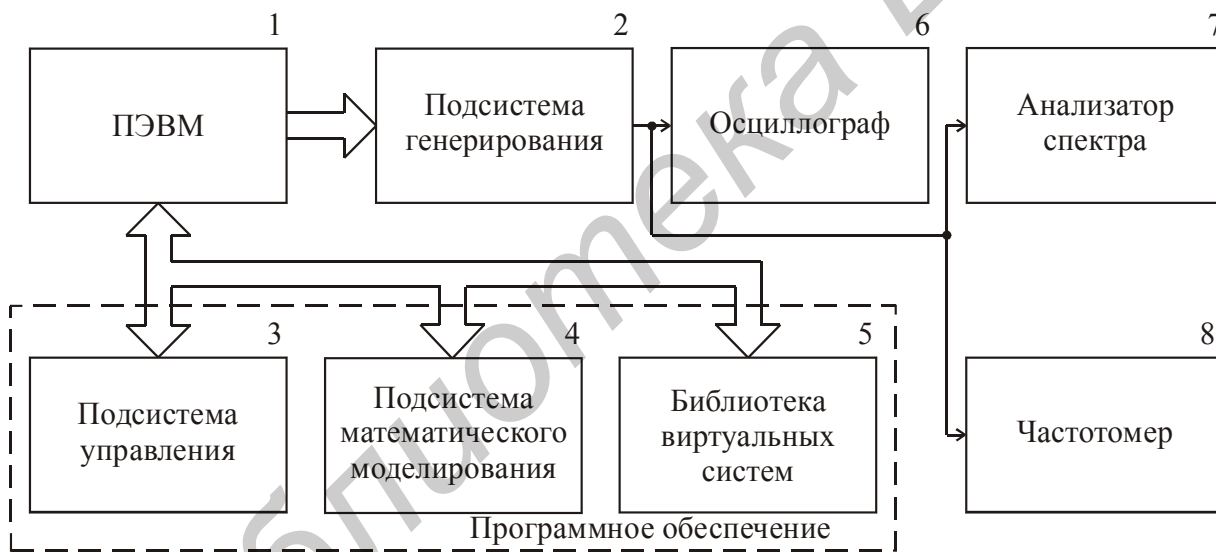 1
ПЭВМ
2
Подсистема
генерирования
6
Осциллограф
7
Анализатор
спектра
3
Подсистема
управления
4
Подсистема
математического
моделирования
5
Библиотека
виртуальных
систем
8
Частотомер
Программное обеспечение
блиотека